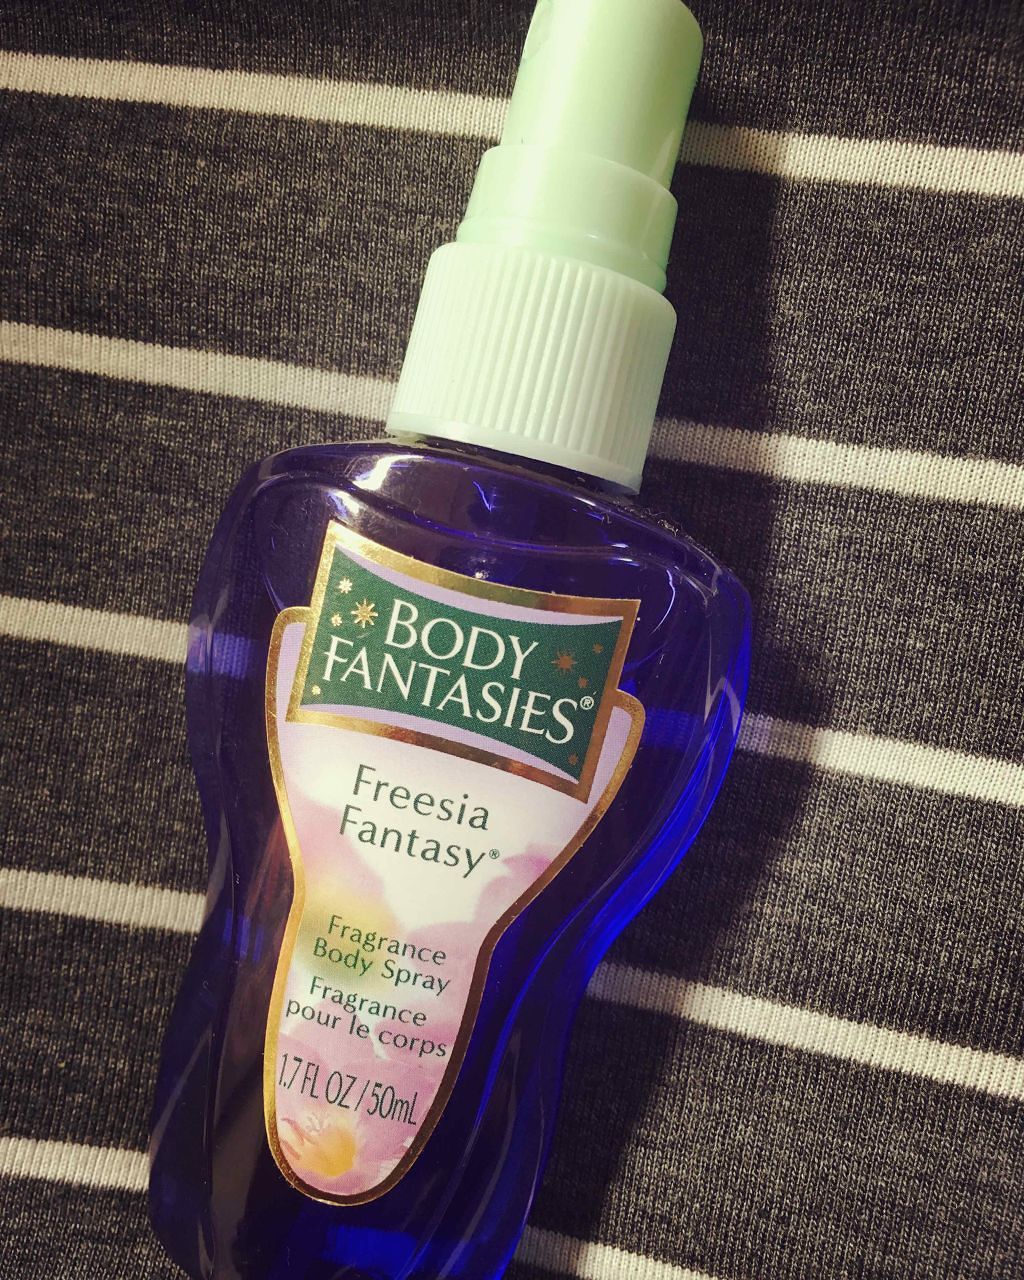 BODY
FANTASIES®
Freesia
Fantasy®
Fragrance
Body Spray
Fragrance
pour le corps
1.7 FL OZ / 50mL